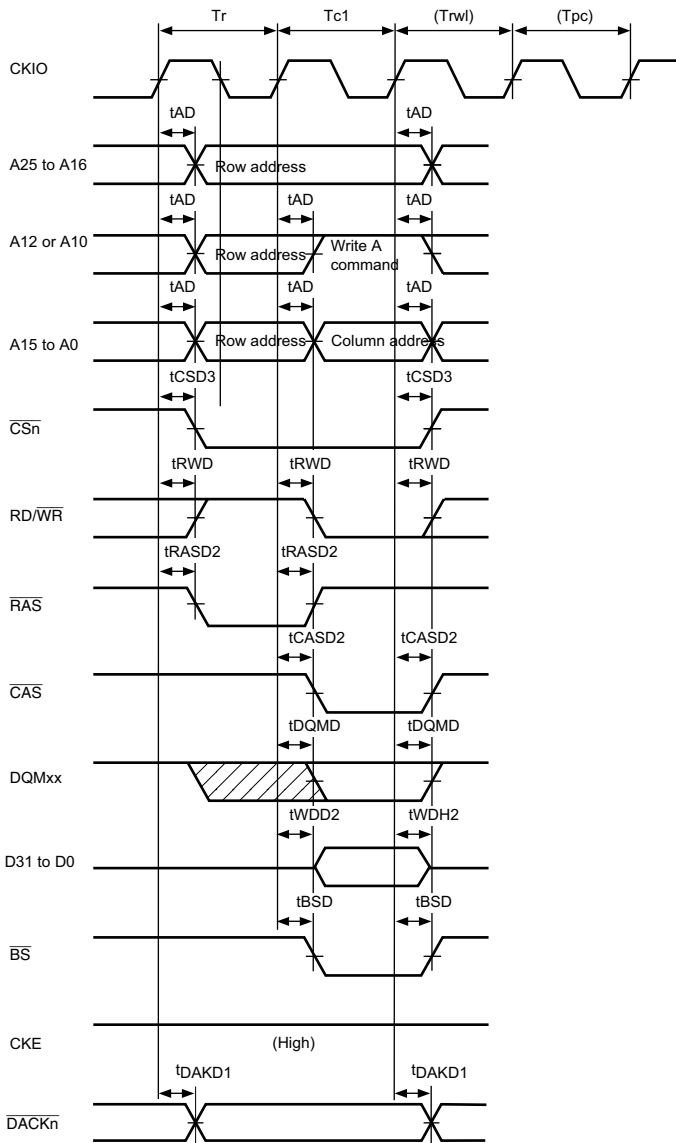 Tr Tc1 (Trwl) (Tpc)
CKIO
tAD tAD
A25 to A16 Row address
tAD tAD tAD
A12 or A10 Row address Write A command
tAD tAD tAD
A15 to A0 Row address Column address
tCSD3 tCSD3
CSn
tRWD tRWD tRWD
RD/WR
tRASD2 tRASD2
RAS
tCASD2 tCASD2
CAS
tDQMD tDQMD
DQMxx
tWDD2 tWDH2
D31 to D0
tBSD tBSD
BS
CKE (High)
tDAKD1 tDAKD1
DACKn